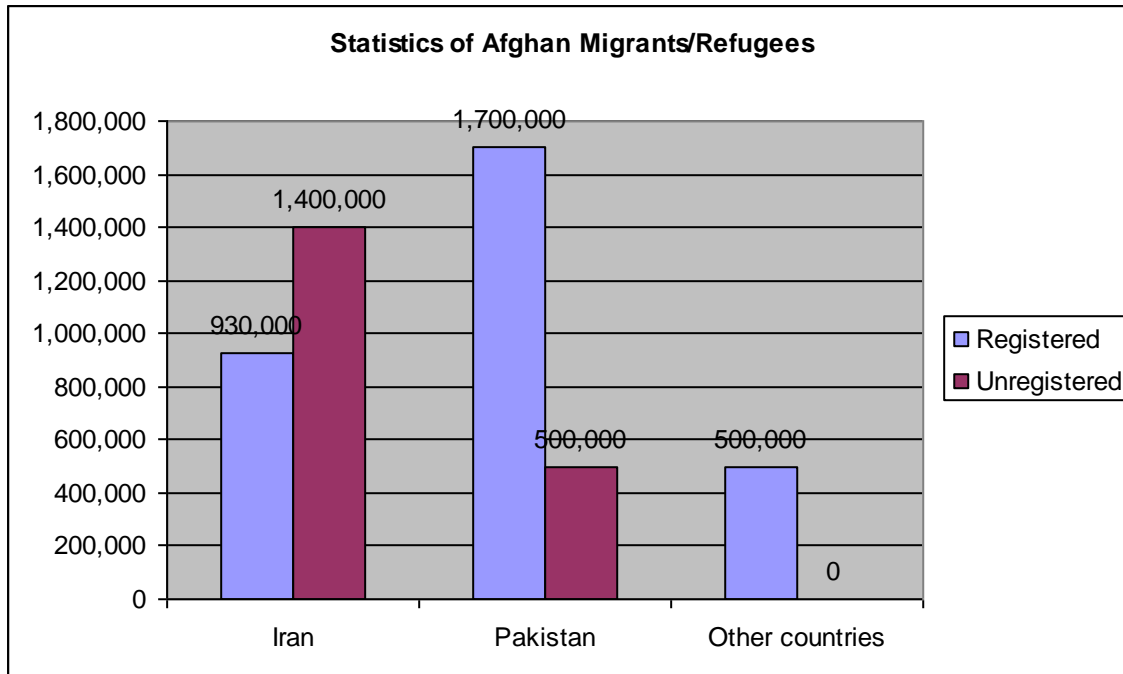 Statistics of Afghan Migrants/Refugees
1,800,000
1,600,000
1,400,000
1,200,000
1,000,000
800,000
600,000
400,000
200,000
0
930,000
1,400,000
1,700,000
500,000
500,000
0
Iran
Pakistan
Other countries
Registered
Unregistered